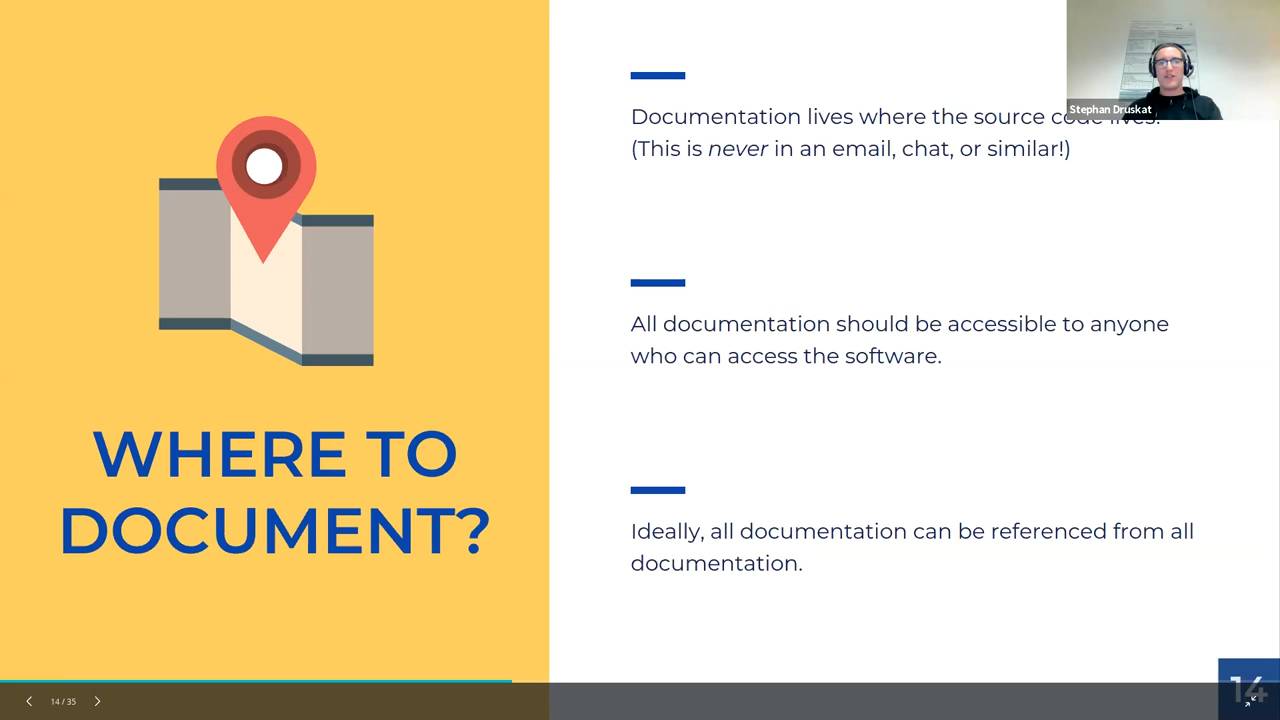 WHERE TO
DOCUMENT?
Documentation lives where the source code lives.
(This is never in an email, chat, or similar!)
All documentation should be accessible to anyone
who can access the software.
Ideally, all documentation can be referenced from all
documentation.
Stephan Druskat
14 / 35
14